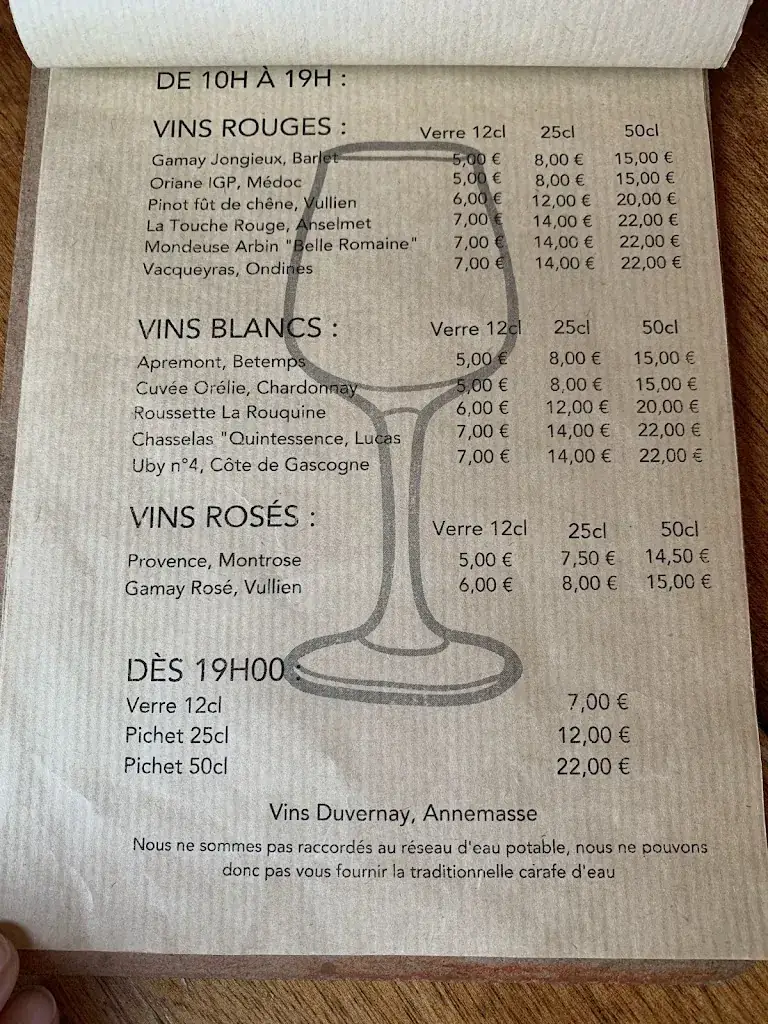 DE 10H À 19H :
VINS ROUGES : Verre 12cl 25cl 50cl
Gamay Jongieux, Barlet 5,00 € 8,00 € 15,00 €
Oriane IGP, Médoc 5,00 € 8,00 € 15,00 €
Pinot fût de chêne, Vullien 6,00 € 12,00 € 20,00 €
La Touche Rouge, Anselmet 7,00 € 14,00 € 22,00 €
Mondeuse Arbin "Belle Romaine" 7,00 € 14,00 € 22,00 €
Vacqueyras, Ondines 7,00 € 14,00 € 22,00 €
VINS BLANCS : Verre 12cl 25cl 50cl
Apremont, Betemps 5,00 € 8,00 € 15,00 €
Cuvée Orélie, Chardonnay 5,00 € 8,00 € 15,00 €
Roussette La Rouquine 6,00 € 12,00 € 20,00 €
Chasselas "Quintessence, Lucas 7,00 € 14,00 € 22,00 €
Uby n°4, Côte de Gascogne 7,00 € 14,00 € 22,00 €
VINS ROSÉS : Verre 12cl 25cl 50cl
Provence, Montrose 5,00 € 7,50 € 14,50 €
Gamay Rosé, Vullien 6,00 € 8,00 € 15,00 €
DÈS 19H00 :
Verre 12cl 7,00 €
Pichet 25cl 12,00 €
Pichet 50cl 22,00 €
Vins Duvernay, Annemasse
Nous ne sommes pas raccordés au réseau d'eau potable, nous ne pouvons
donc pas vous fournir la traditionnelle carafe d'eau